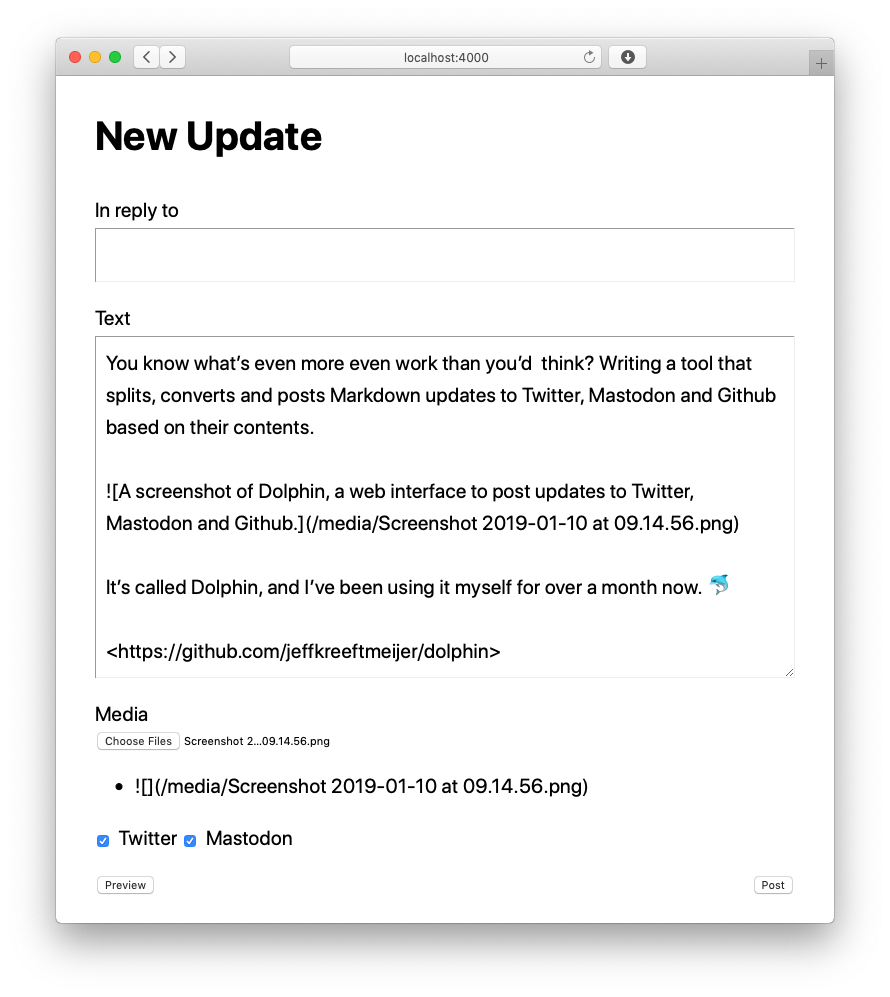 localhost:4000
New Update
In reply to
Text
You know what’s even more even work than you’d  think? Writing a tool that
splits, converts and posts Markdown updates to Twitter, Mastodon and Github
based on their contents.
![A screenshot of Dolphin, a web interface to post updates to Twitter,
Mastodon and Github.](/media/Screenshot 2019-01-10 at 09.14.56.png)
It’s called Dolphin, and I’ve been using it myself for over a month now. 🐬
<https://github.com/jeffkreeftmeijer/dolphin>
Media
Choose Files Screenshot 2...09.14.56.png
• ![](/media/Screenshot 2019-01-10 at 09.14.56.png)
Twitter Mastodon
Preview Post